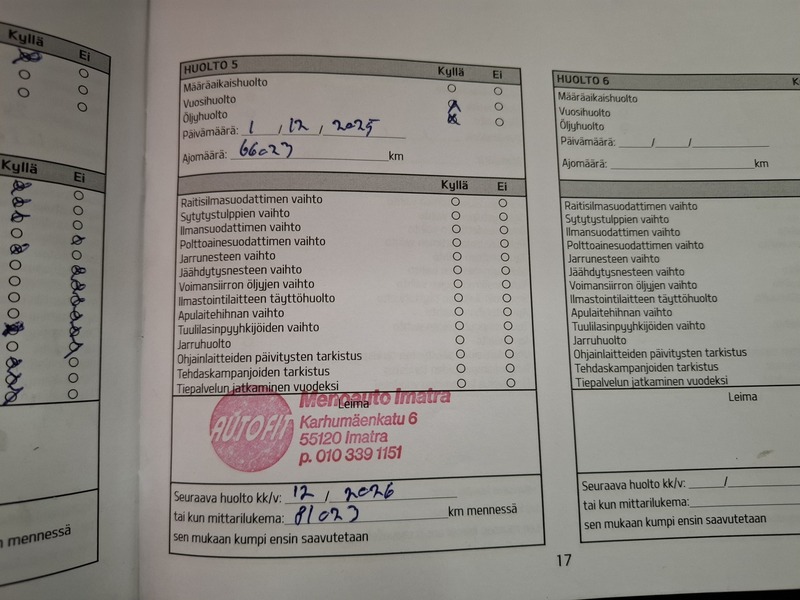 Kyllä Ei
Kyllä Ei
mennessä
HUOLTO 5 Kyllä Ei
Määräaikaishuolto
Vuosihuolto
Öljyhuolto
Päivämäärä: 1 / 12 / 2025
Ajomäärä: 66023 km
Kyllä Ei
Raitisilmasuodattimen vaihto
Sytytystulppien vaihto
Ilmansuodattimen vaihto
Polttoainesuodattimen vaihto
Jarrunesteen vaihto
Jäähdytysnesteen vaihto
Voimansiirron öljyjen vaihto
Ilmastointilaitteen täyttöhuolto
Apulaitehihnan vaihto
Tuulilasinpyyhkijöiden vaihto
Jarruhuolto
Ohjainlaitteiden päivitysten tarkistus
Tehdaskampanjoiden tarkistus
Tiepalvelun jatkaminen vuodeksi
Leima
AUTOFIT
Menoauto Imatra
Karhumäenkatu 6
55120 Imatra
p. 010 339 1151
Seuraava huolto kk/v: 12 / 2026
tai kun mittarilukema: 81023 km mennessä
sen mukaan kumpi ensin saavutetaan
17
HUOLTO 6 K
Määräaikaishuolto
Vuosihuolto
Öljyhuolto
Päivämäärä: / /
Ajomäärä: km
Raitisilmasuodattimen vaihto
Sytytystulppien vaihto
Ilmansuodattimen vaihto
Polttoainesuodattimen vaihto
Jarrunesteen vaihto
Jäähdytysnesteen vaihto
Voimansiirron öljyjen vaihto
Ilmastointilaitteen täyttöhuolto
Apulaitehihnan vaihto
Tuulilasinpyyhkijöiden vaihto
Jarruhuolto
Ohjainlaitteiden päivitysten tarkistus
Tehdaskampanjoiden tarkistus
Tiepalvelun jatkaminen vuodeksi
Leima
Seuraava huolto kk/v: /
tai kun mittarilukema:
sen mukaan kumpi ensin saavutetaan